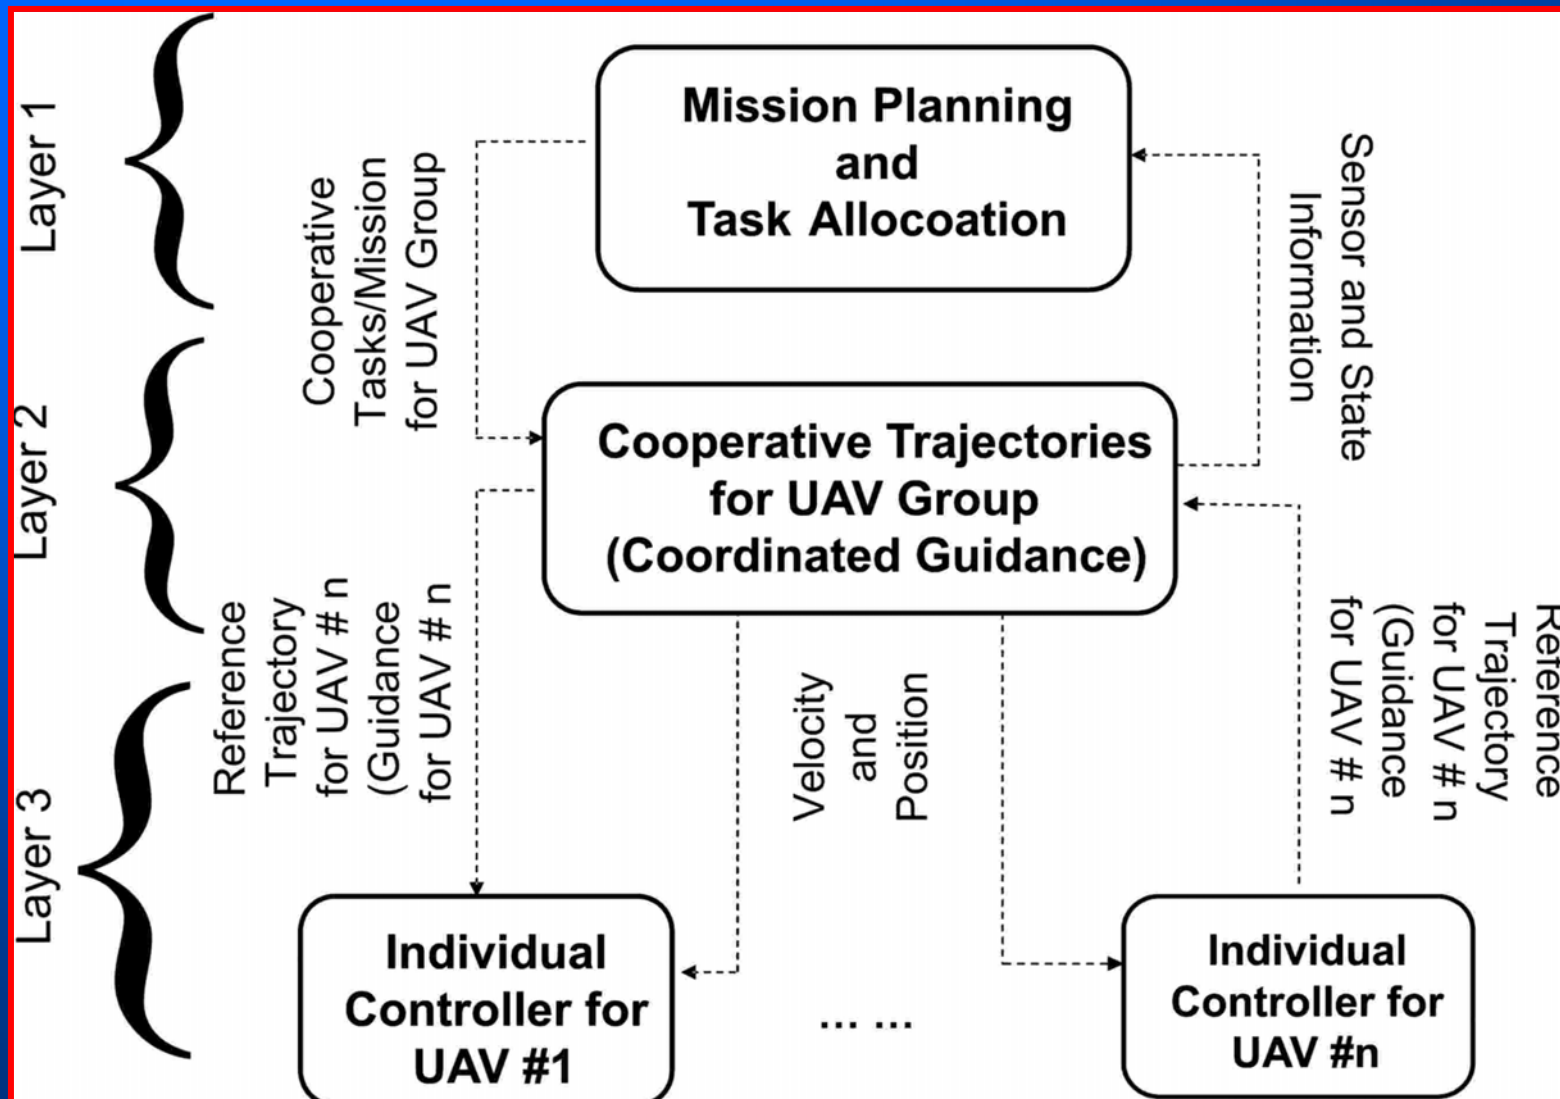 Layer 1
Mission Planning
and
Task Allocoation
Cooperative
Tasks/Mission
for UAV Group
Sensor and State
Information
Layer 2
Cooperative Trajectories
for UAV Group
(Coordinated Guidance)
Reference
Trajectory
for UAV # n
(Guidance
for UAV # n
Velocity
and
Position
Reference
Trajectory
for UAV # n
(Guidance
for UAV # n
Layer 3
Individual
Controller for
UAV #1
... ...
Individual
Controller for
UAV #n